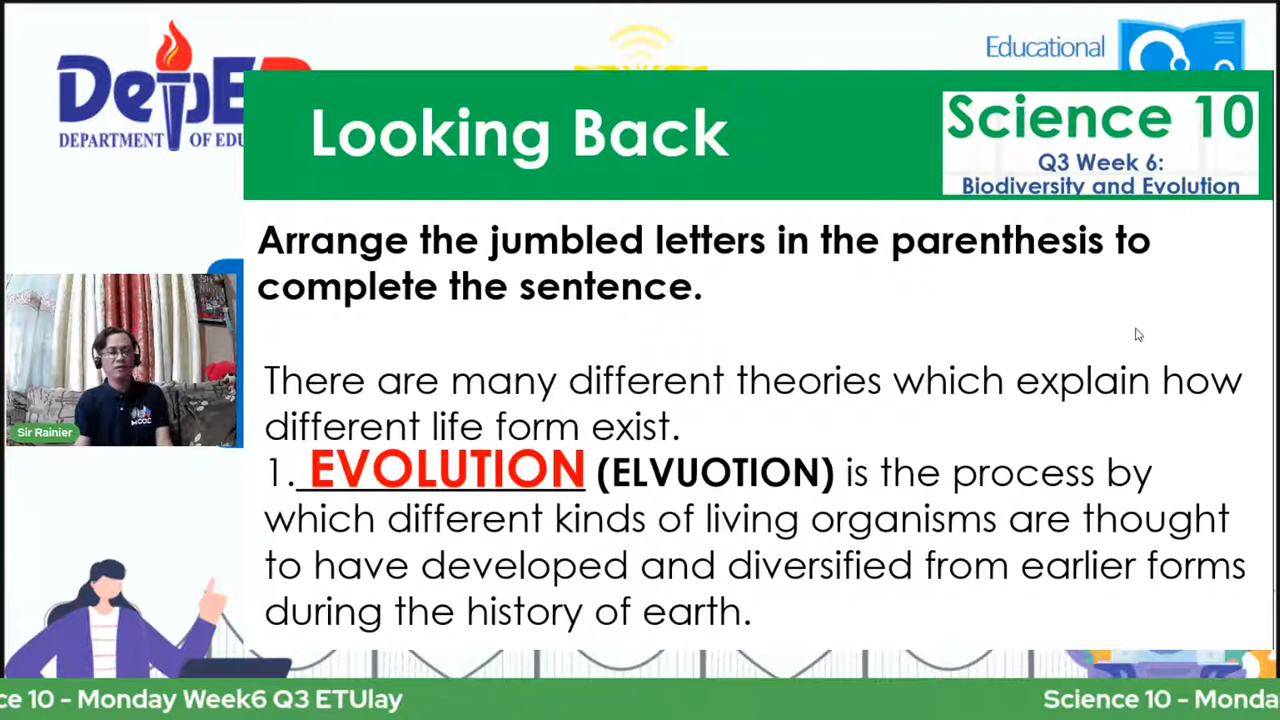 DepE
DEPARTMENT OF EDU
Educational
Looking Back
Science 10
Q3 Week 6:
Biodiversity and Evolution
Arrange the jumbled letters in the parenthesis to
complete the sentence.
There are many different theories which explain how
different life form exist.
1. EVOLUTION (ELVUOTION) is the process by
which different kinds of living organisms are thought
to have developed and diversified from earlier forms
during the history of earth.
MOOC
Sir Rainier
ce 10 - Monday Week6 Q3 ETUlay
Science 10 - Monda